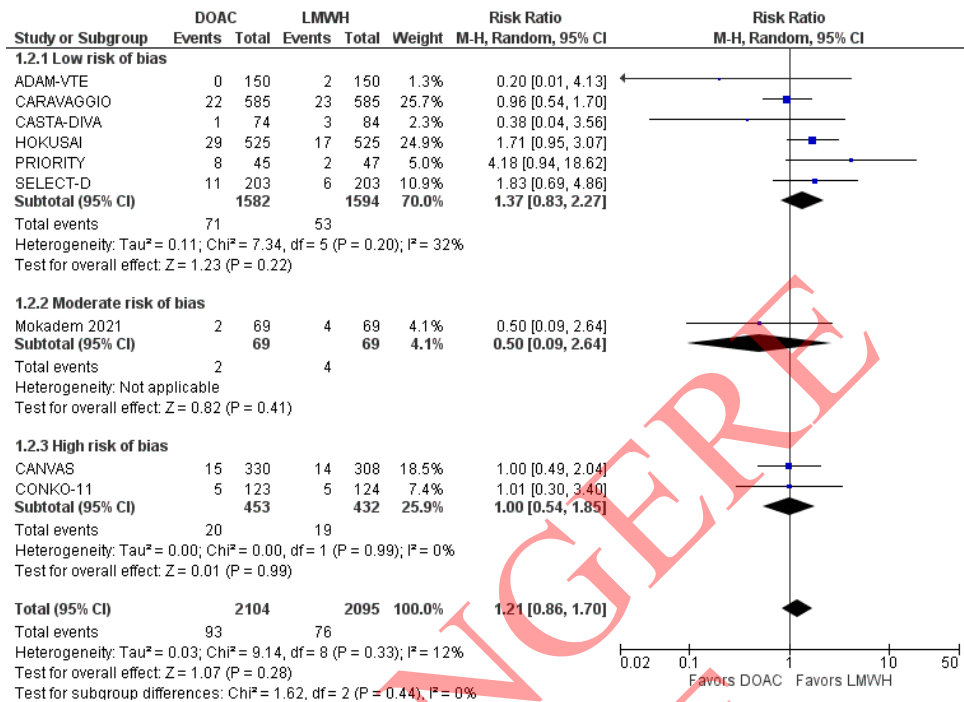 DOAC LMWH Risk Ratio Risk Ratio
Study or Subgroup Events Total Events Total Weight M-H, Random, 95% CI M-H, Random, 95% CI
1.2.1 Low risk of bias
ADAM-VTE 0 150 2 150 1.3% 0.20 [0.01, 4.13]
CARAVAGGIO 22 585 23 585 25.7% 0.96 [0.54, 1.70]
CASTA-DIVA 1 74 3 84 2.3% 0.38 [0.04, 3.56]
HOKUSAI 29 525 17 525 24.9% 1.71 [0.95, 3.07]
PRIORITY 8 45 2 47 5.0% 4.18 [0.94, 18.62]
SELECT-D 11 203 6 203 10.9% 1.83 [0.69, 4.86]
Subtotal (95% CI) 1582 1594 70.0% 1.37 [0.83, 2.27]
Total events 71 53
Heterogeneity: Tau² = 0.11; Chi² = 7.34, df = 5 (P = 0.20); I² = 32%
Test for overall effect: Z = 1.23 (P = 0.22)
1.2.2 Moderate risk of bias
Mokadem 2021 2 69 4 69 4.1% 0.50 [0.09, 2.64]
Subtotal (95% CI) 69 69 4.1% 0.50 [0.09, 2.64]
Total events 2 4
Heterogeneity: Not applicable
Test for overall effect: Z = 0.82 (P = 0.41)
1.2.3 High risk of bias
CANVAS 15 330 14 308 18.5% 1.00 [0.49, 2.04]
CONKO-11 5 123 5 124 7.4% 1.01 [0.30, 3.40]
Subtotal (95% CI) 453 432 25.9% 1.00 [0.54, 1.85]
Total events 20 19
Heterogeneity: Tau² = 0.00; Chi² = 0.00, df = 1 (P = 0.99); I² = 0%
Test for overall effect: Z = 0.01 (P = 0.99)
Total (95% CI) 2104 2095 100.0% 1.21 [0.86, 1.70]
Total events 93 76
Heterogeneity: Tau² = 0.03; Chi² = 9.14, df = 8 (P = 0.33); I² = 12%
Test for overall effect: Z = 1.07 (P = 0.28)
Test for subgroup differences: Chi² = 1.62, df = 2 (P = 0.44), I² = 0%
0.02 0.1 1 10 50
Favors DOAC Favors LMWH
NGERE